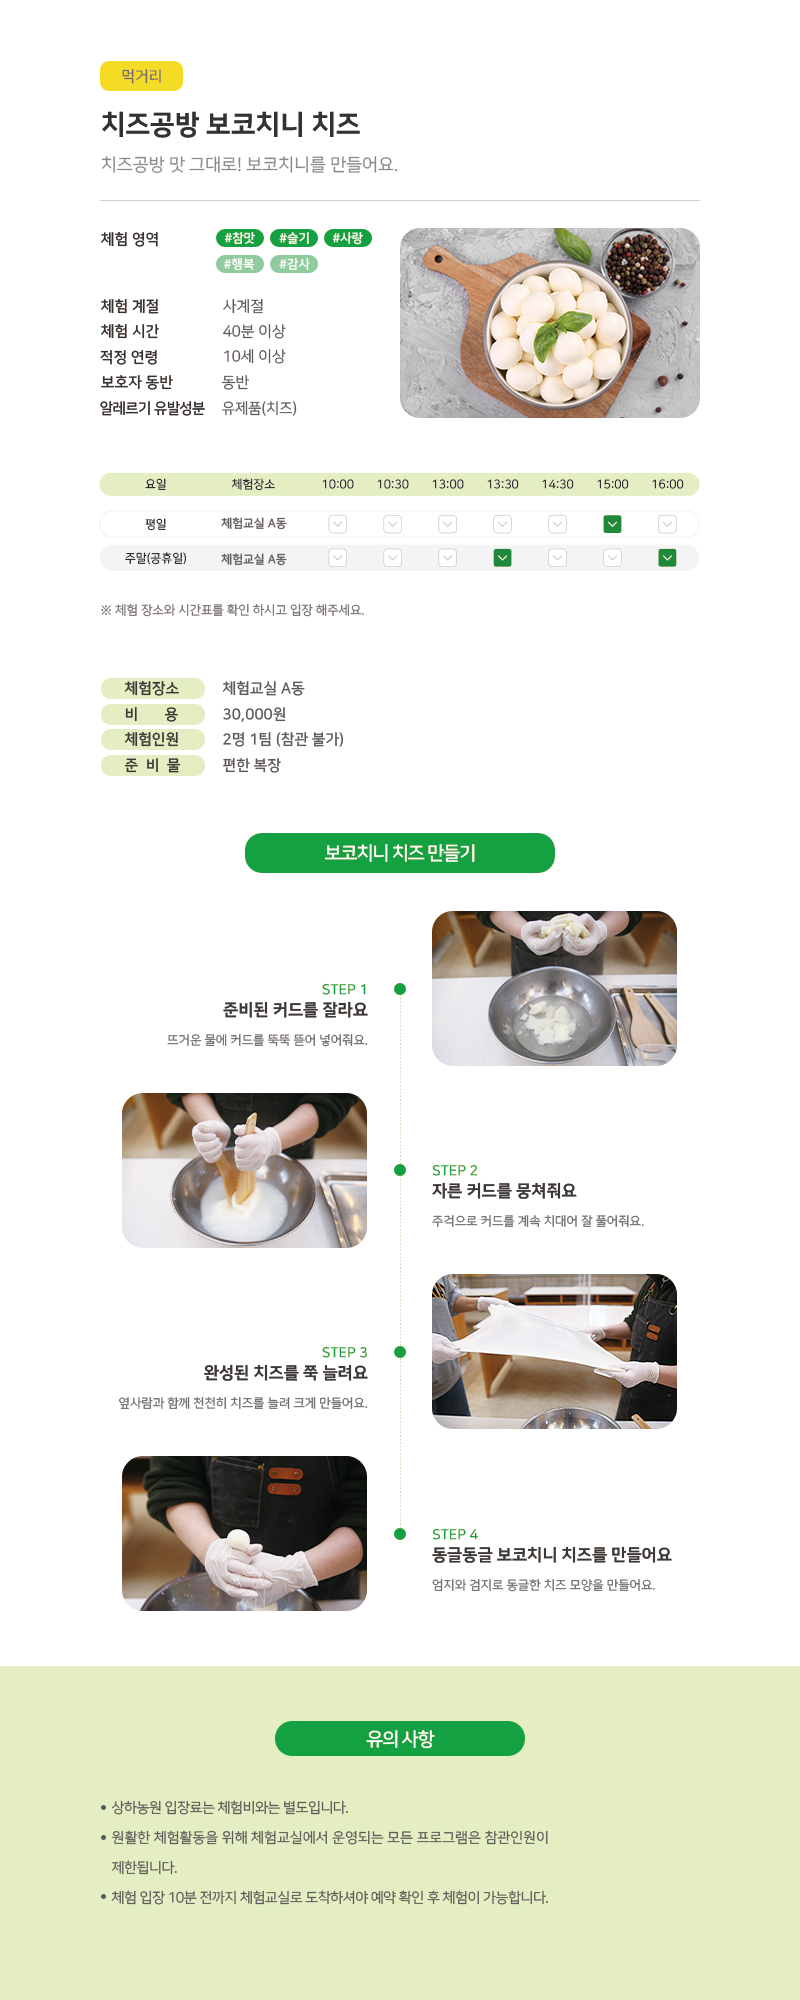 먹거리
치즈공방 보코치니 치즈
치즈공방 맛 그대로! 보코치니를 만들어요.
체험 영역 #참맛 #슬기 #사랑
#행복 #감사
체험 계절 사계절
체험 시간 40분 이상
적정 연령 10세 이상
보호자 동반 동반
알레르기 유발성분 유제품(치즈)
요일 체험장소 10:00 10:30 13:00 13:30 14:30 15:00 16:00
평일 체험교실 A동
주말(공휴일) 체험교실 A동
※ 체험 장소와 시간표를 확인 하시고 입장 해주세요.
체험장소 체험교실 A동
비 용 30,000원
체험인원 2명 1팀 (참관 불가)
준 비 물 편한 복장
보코치니 치즈 만들기
STEP 1
준비된 커드를 잘라요
뜨거운 물에 커드를 뚝뚝 뜯어 넣어줘요.
STEP 2
자른 커드를 뭉쳐줘요
주걱으로 커드를 계속 치대어 잘 풀어줘요.
STEP 3
완성된 치즈를 쭉 늘려요
옆사람과 함께 천천히 치즈를 늘려 크게 만들어요.
STEP 4
동글동글 보코치니 치즈를 만들어요
엄지와 검지로 동글한 치즈 모양을 만들어요.
유의 사항
• 상하농원 입장료는 체험비와는 별도입니다.
• 원활한 체험활동을 위해 체험교실에서 운영되는 모든 프로그램은 참관인원이
제한됩니다.
• 체험 입장 10분 전까지 체험교실로 도착하셔야 예약 확인 후 체험이 가능합니다.